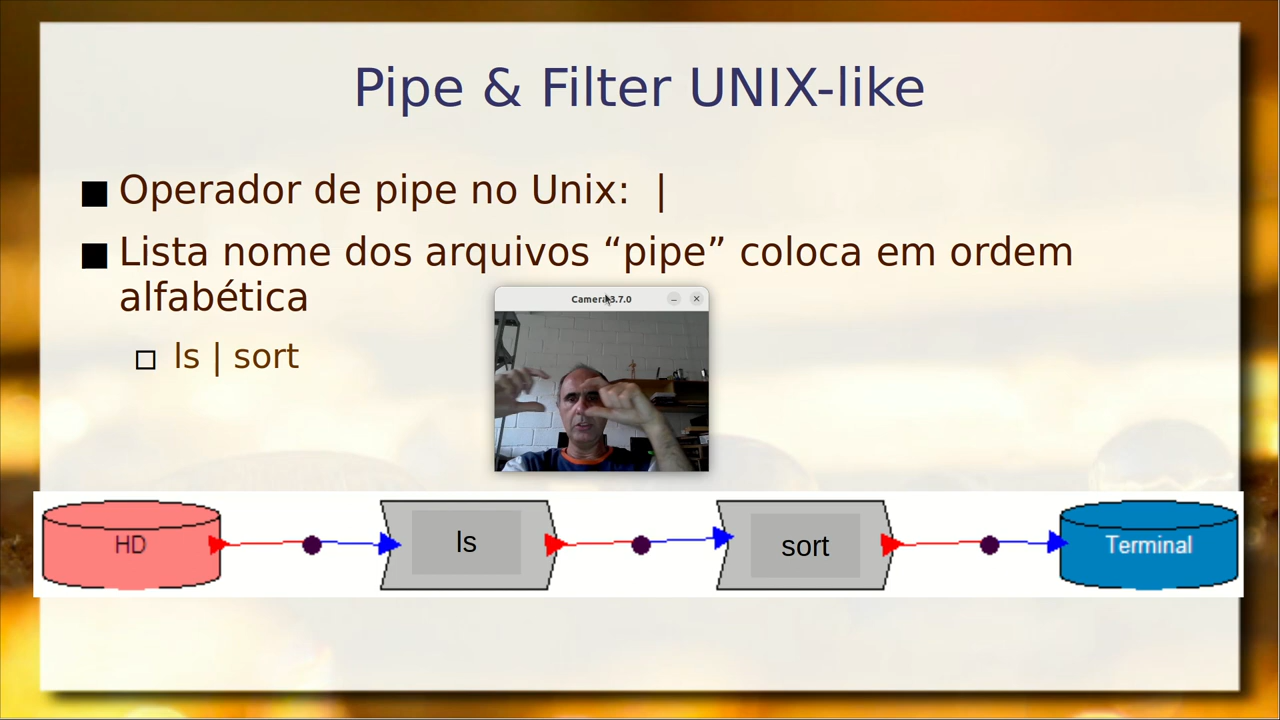 Pipe & Filter UNIX-like
Operador de pipe no Unix:  |
Lista nome dos arquivos “pipe” coloca em ordem
alfabética
ls | sort
Camera 3.7.0
HD
ls
sort
Terminal